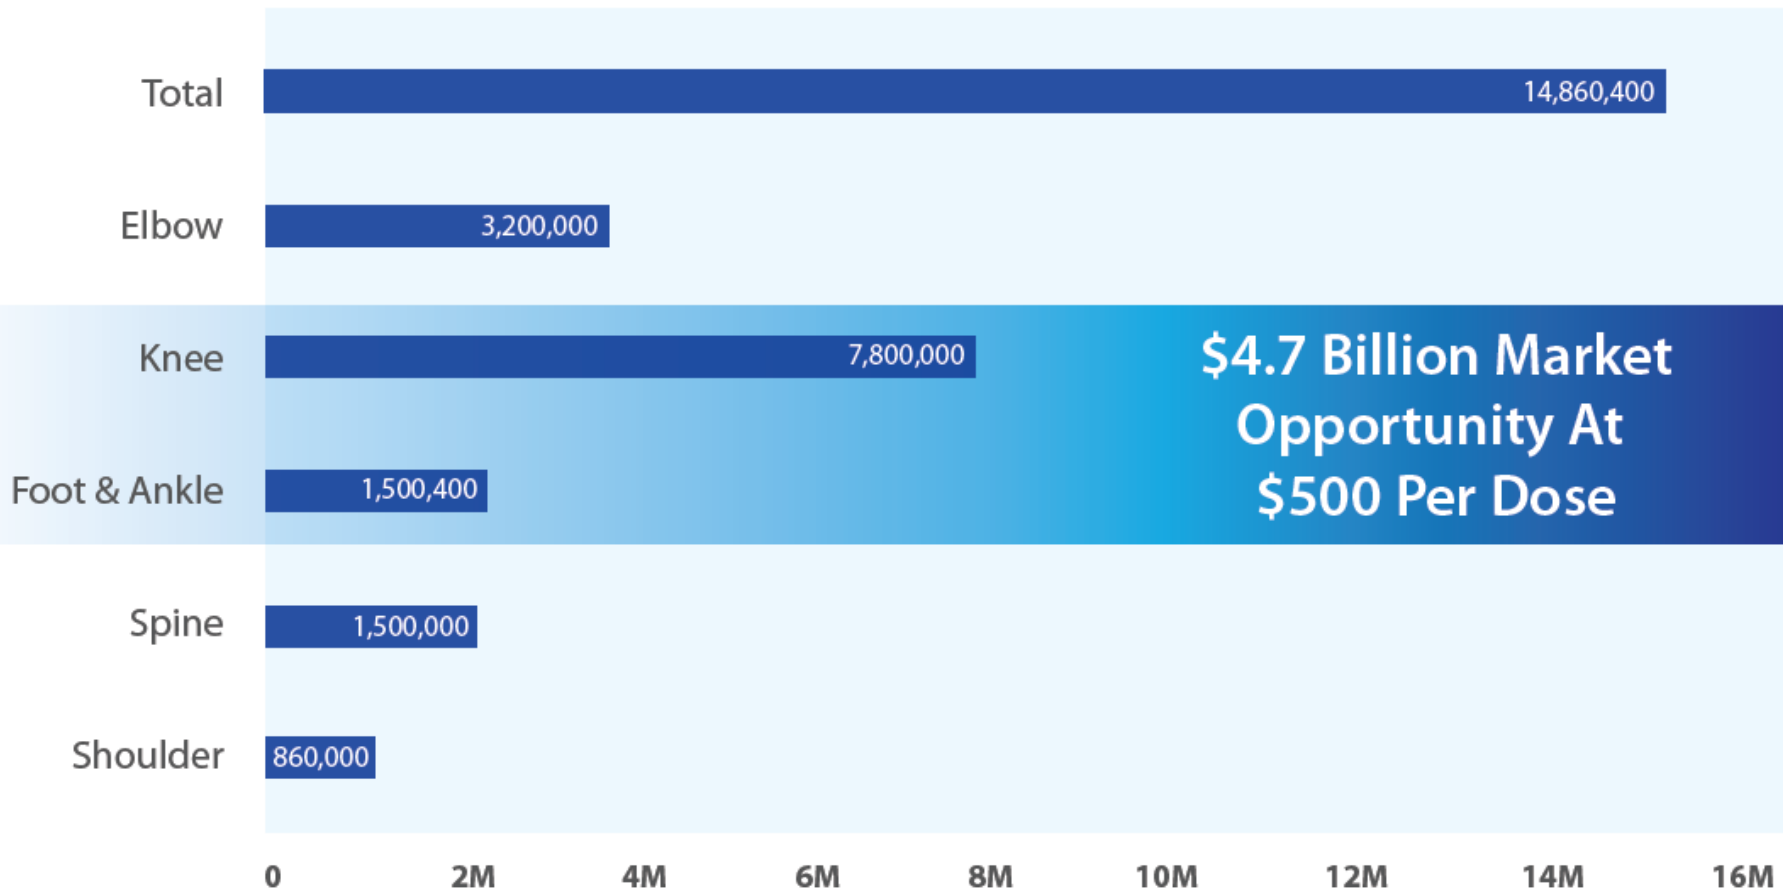 Total
14,860,400
Elbow
3,200,000
Knee
7,800,000
$4.7 Billion Market
Opportunity At
$500 Per Dose
Foot & Ankle
1,500,400
Spine
1,500,000
Shoulder
860,000
0 2M 4M 6M 8M 10M 12M 14M 16M